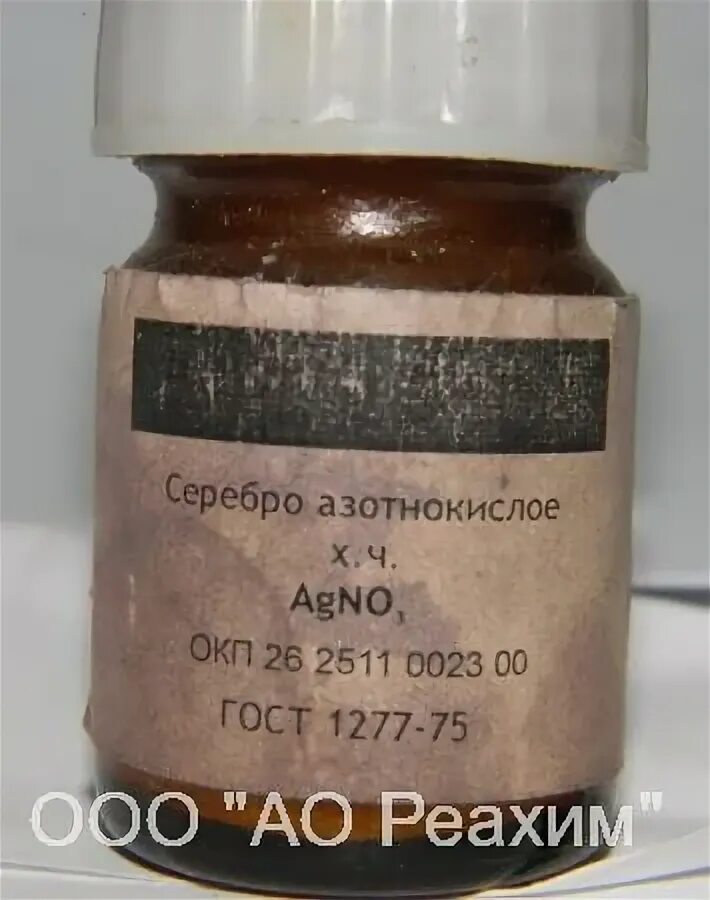 Серебро азотнокислое
х.ч.
AgNO₃
ОКП 26 2511 0023 00
ГОСТ 1277-75
ООО "АО Реахим"